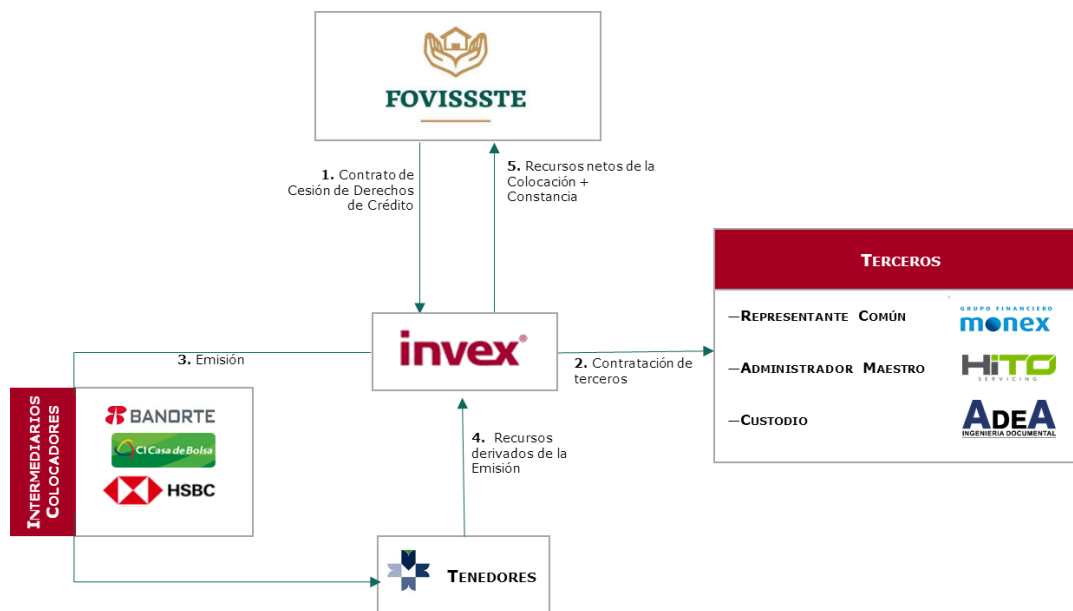 FOVISSSTE
1. Contrato de
Cesión de Derechos
de Crédito
5. Recursos netos de la
Colocación +
Constancia
TERCEROS
—REPRESENTANTE COMÚN
GRUPO FINANCIERO
monex
—ADMINISTRADOR MAESTRO
HiTO
SERVICING
—CUSTODIO
ADEA
INGENIERIA DOCUMENTAL
invex®
3. Emisión
2. Contratación de
terceros
INTERMEDIARIOS
COLOCADORES
BANORTE
CI Casa de Bolsa
HSBC
4. Recursos
derivados de la
Emisión
TENEDORES